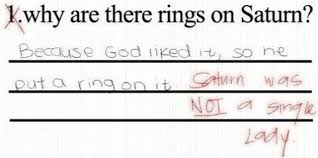 1.why are there rings on Saturn?
Because God liked it, so he
put a ring on it Saturn was
NOT a single
Lady.